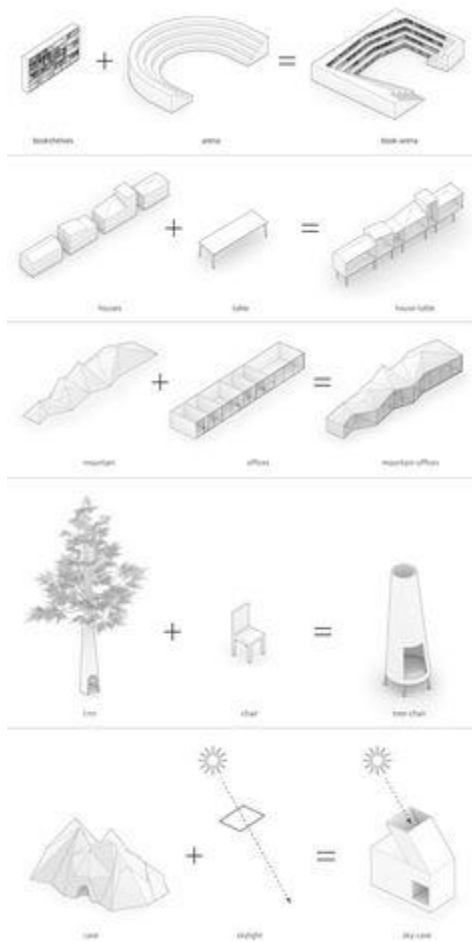 bookshelves + arena = book-arena
houses + table = house-table
mountain + offices = mountain-offices
tree + chair = tree-chair
cave + skylight = sky-cave